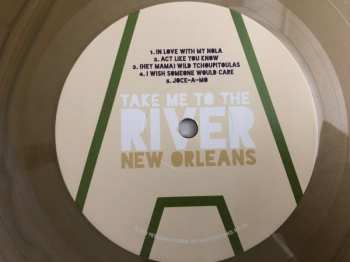 1. IN LOVE WITH MY NOLA
2. ACT LIKE YOU KNOW
3. (HEY MAMA) WILD TCHOUPITOULAS
4. I WISH SOMEONE WOULD CARE
5. JOCK-A-MO
TAKE ME TO THE
RIVER
NEW ORLEANS